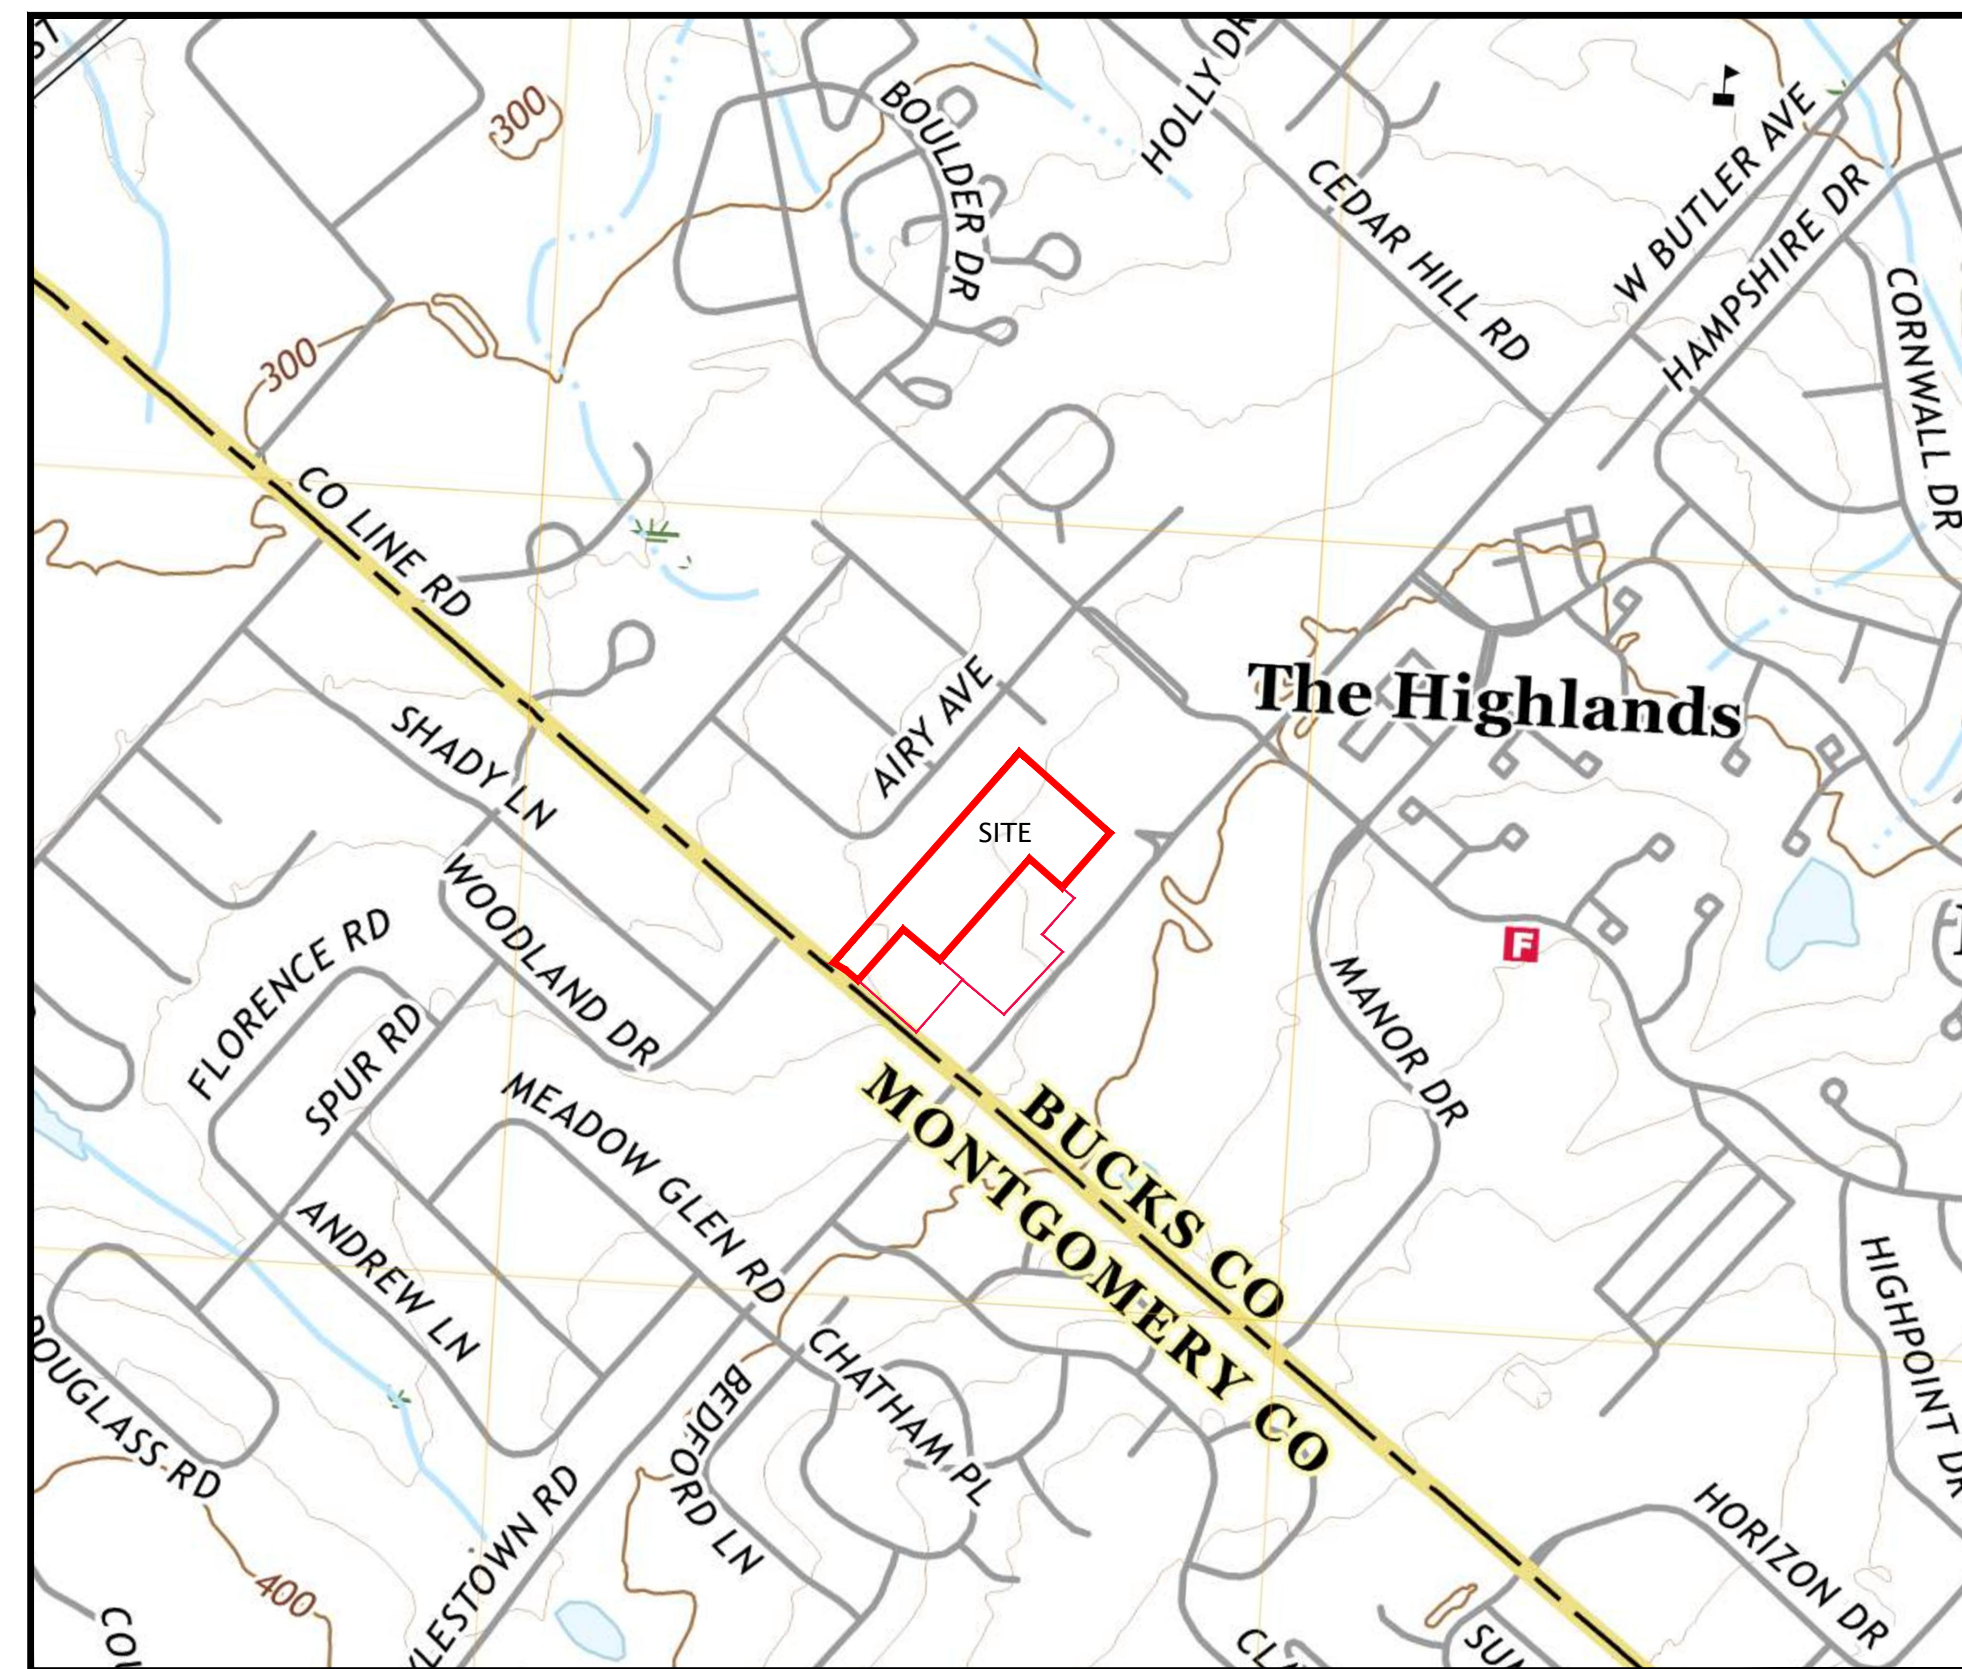 ST
300
BOULDER DR
HOLLY DR
CEDAR HILL RD
W BUTLER AVE
HAMPSHIRE DR
CORNWALL DR
300
CO LINE RD
SHADY LN
AIRY AVE
The Highlands
SITE
WOODLAND DR
FLORENCE RD
SPUR RD
F
MANOR DR
MEADOW GLEN RD
BUCKS CO
MONTGOMERY CO
ANDREW LN
HIGHPOINT DR
DOUGLASS RD
BEDFORD LN
CHATHAM PL
LESTOWN RD
HORIZON DR
400